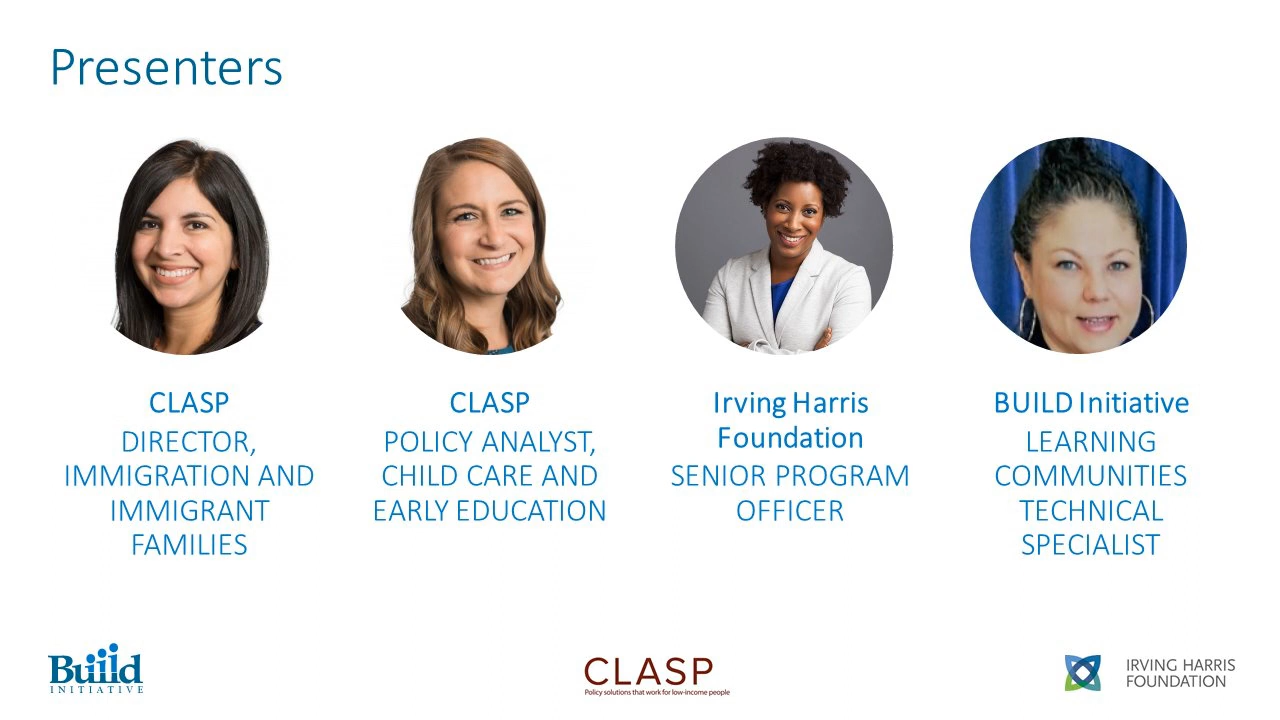 Presenters
CLASP
DIRECTOR,
IMMIGRATION AND
IMMIGRANT
FAMILIES
CLASP
POLICY ANALYST,
CHILD CARE AND
EARLY EDUCATION
Irving Harris
Foundation
SENIOR PROGRAM
OFFICER
BUILD Initiative
LEARNING
COMMUNITIES
TECHNICAL
SPECIALIST
Build
INITIATIVE
CLASP
Policy solutions that work for low-income people
IRVING HARRIS
FOUNDATION